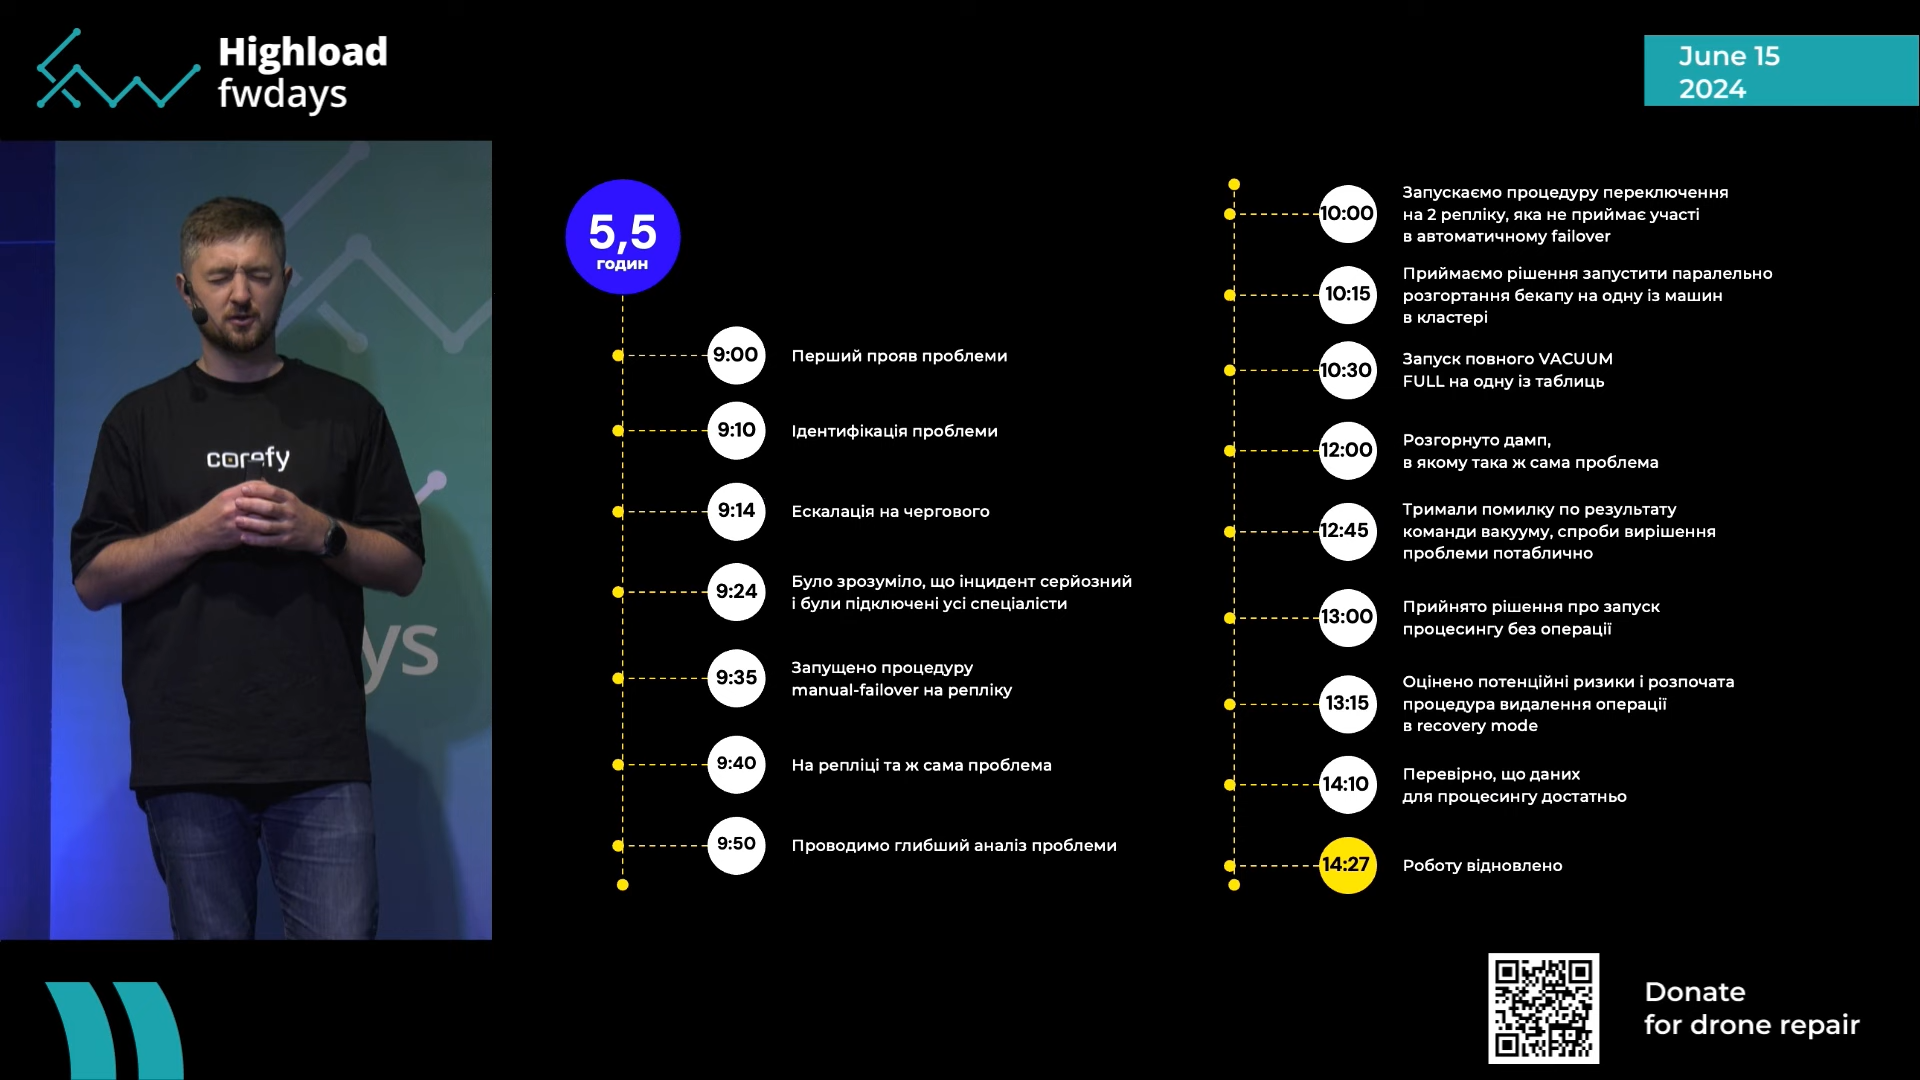 Highload
fwdays
June 15
2024
corefy
ys
5,5
годин
9:00
Перший прояв проблеми
9:10
Ідентифікація проблеми
9:14
Ескалація на чергового
9:24
Було зрозуміло, що інцидент серйозний
і були підключені усі спеціалісти
9:35
Запущено процедуру
manual-failover на репліку
9:40
На репліці та ж сама проблема
9:50
Проводимо глибший аналіз проблеми
10:00
Запускаємо процедуру переключення
на 2 репліку, яка не приймає участі
в автоматичному failover
10:15
Приймаємо рішення запустити паралельно
розгортання бекапу на одну із машин
в кластері
10:30
Запуск повного VACUUM
FULL на одну із таблиць
12:00
Розгорнуто дамп,
в якому така ж сама проблема
12:45
Тримали помилку по результату
команди вакууму, спроби вирішення
проблеми потаблично
13:00
Прийнято рішення про запуск
процесингу без операції
13:15
Оцінено потенційні ризики і розпочата
процедура видалення операції
в recovery mode
14:10
Перевірно, що даних
для процесингу достатньо
14:27
Роботу відновлено
Donate
for drone repair